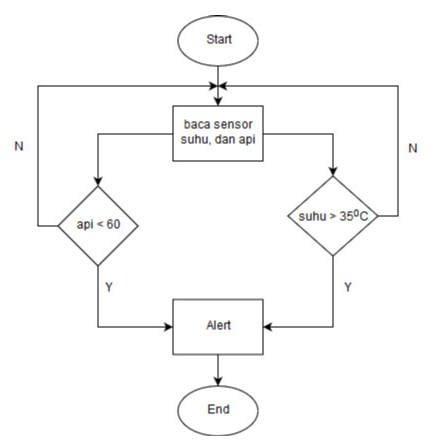 Start
N
baca sensor
suhu, dan api
N
api < 60
suhu > 35⁰C
Y
Y
Alert
End